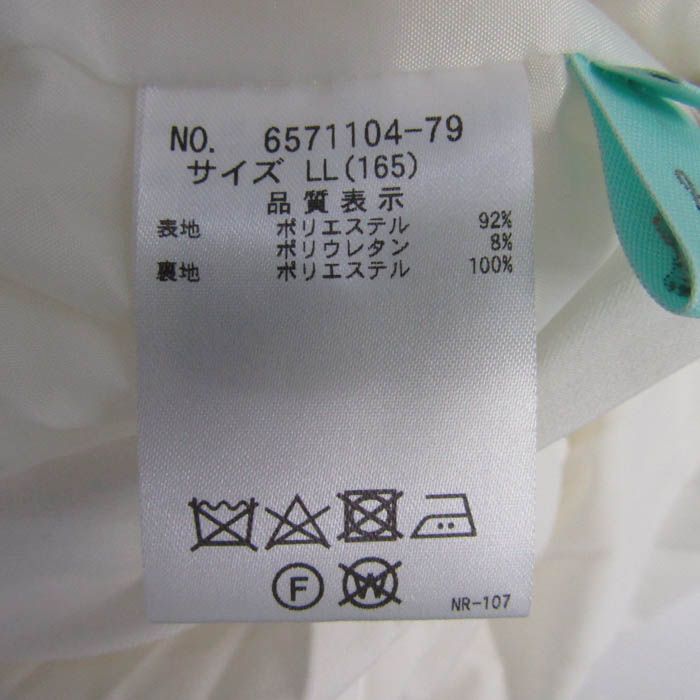 NO. 6571104-79
サイズ LL(165)
品質表示
表地 ポリエステル 92%
ポリウレタン 8%
裏地 ポリエステル 100%
F W
NR-107